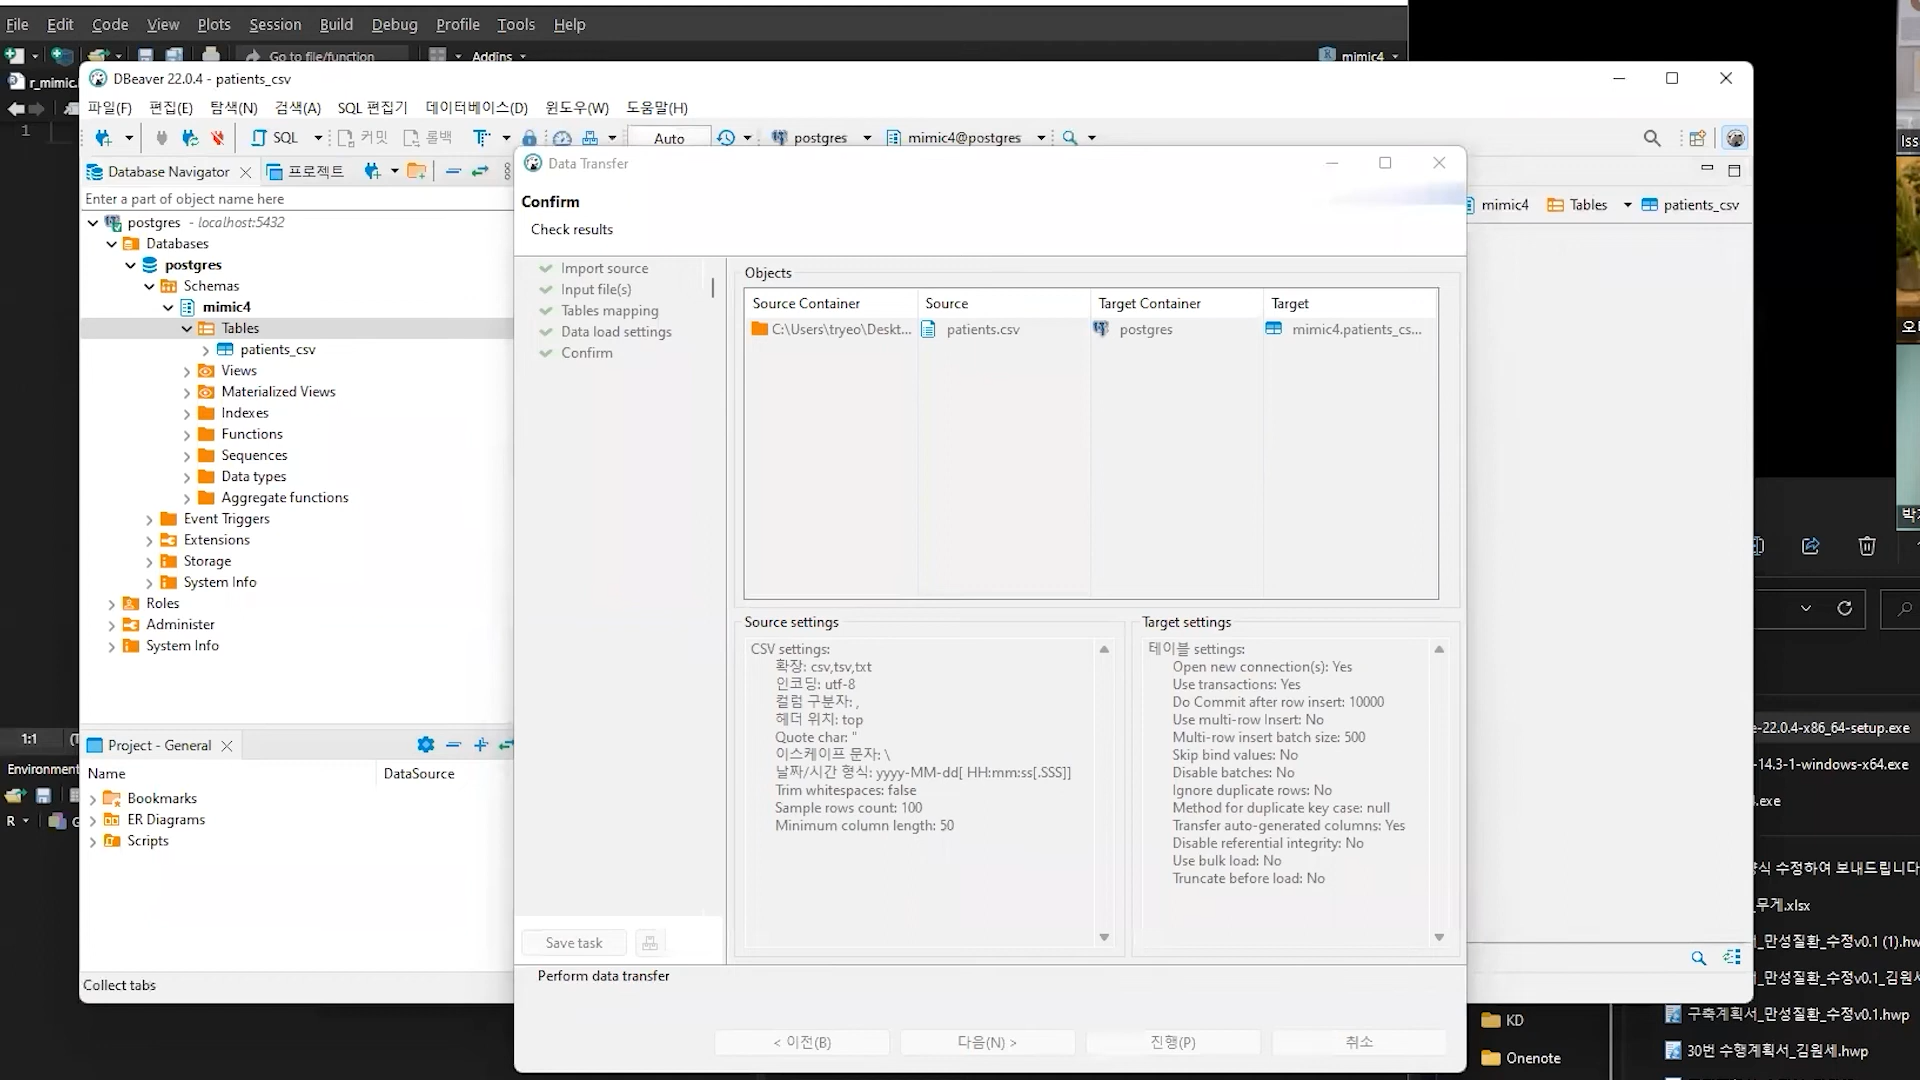 File Edit Code View Plots Session Build Debug Profile Tools Help
Go to file/function Addins mimic4
r_mimic.
DBeaver 22.0.4 - patients_csv
파일(F) 편집(E) 탐색(N) 검색(A) SQL 편집기 데이터베이스(D) 윈도우(W) 도움말(H)
1
SQL 커밋 롤백 Auto postgres mimic4@postgres
Database Navigator 프로젝트
Enter a part of object name here
postgres - localhost:5432
Databases
postgres
Schemas
mimic4
Tables
patients_csv
Views
Materialized Views
Indexes
Functions
Sequences
Data types
Aggregate functions
Event Triggers
Extensions
Storage
System Info
Roles
Administer
System Info
1:1
Project - General
Environment
Name DataSource
Bookmarks
ER Diagrams
Scripts
R
Collect tabs
mimic4 Tables patients_csv
Data Transfer
Confirm
Check results
Import source
Input file(s)
Tables mapping
Data load settings
Confirm
Objects
Source Container Source Target Container Target
C:\Users\tryeo\Deskt... patients.csv postgres mimic4.patients_cs...
Source settings
CSV settings:
확장: csv,tsv,txt
인코딩: utf-8
컬럼 구분자: ,
헤더 위치: top
Quote char: "
이스케이프 문자: \
날짜/시간 형식: yyyy-MM-dd[ HH:mm:ss[.SSS]]
Trim whitespaces: false
Sample rows count: 100
Minimum column length: 50
Target settings
테이블 settings:
Open new connection(s): Yes
Use transactions: Yes
Do Commit after row insert: 10000
Use multi-row Insert: No
Multi-row insert batch size: 500
Skip bind values: No
Disable batches: No
Ignore duplicate rows: No
Method for duplicate key case: null
Transfer auto-generated columns: Yes
Disable referential integrity: No
Use bulk load: No
Truncate before load: No
Save task
Perform data transfer
< 이전(B) 다음(N) > 진행(P) 취소
Iss
오
박
e-22.0.4-x86_64-setup.exe
-14.3-1-windows-x64.exe
.exe
수정하여 보내드립니다
_무게.xlsx
_만성질환_수정v0.1 (1).hw
_만성질환_수정v0.1_김원세
구축계획서_만성질환_수정v0.1.hwp
30번 수행계획서_김원세.hwp
KD
Onenote